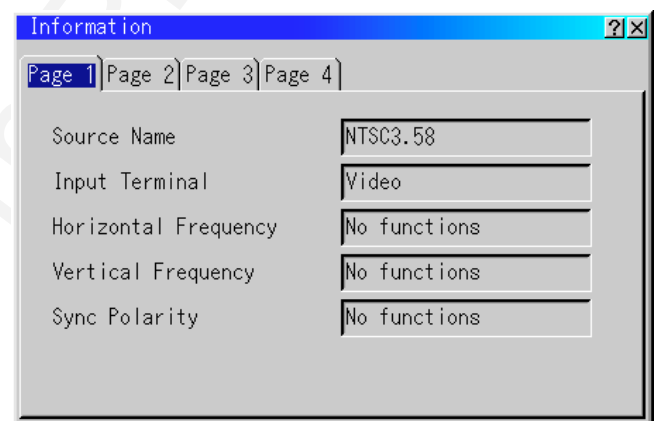 Information ? ×
Page 1 Page 2 Page 3 Page 4
Source Name NTSC3.58
Input Terminal Video
Horizontal Frequency No functions
Vertical Frequency No functions
Sync Polarity No functions